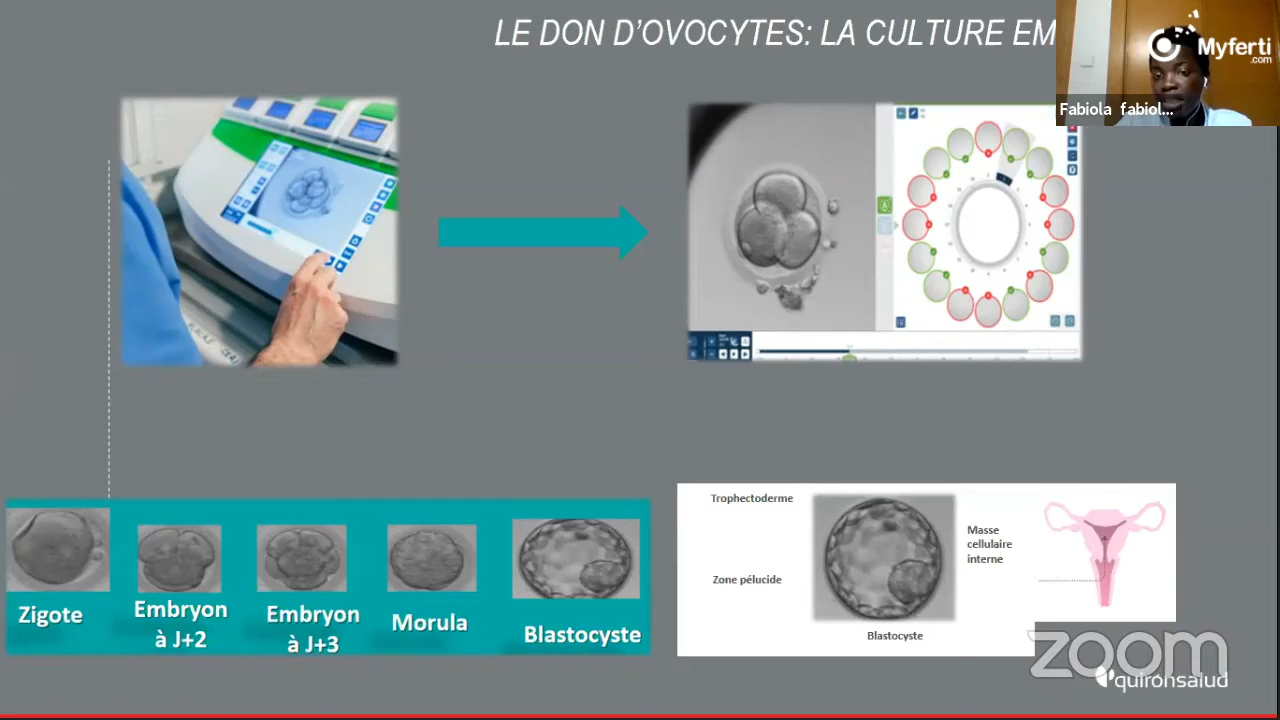 LE DON D'OVOCYTES: LA CULTURE EM
Myferti
.com
Fabiola fabiol...
Zigote
Embryon
à J+2
Embryon
à J+3
Morula
Blastocyste
Trophectoderme
Zone pélucide
Masse
cellulaire
interne
Blastocyste
zoom
quirónsalud